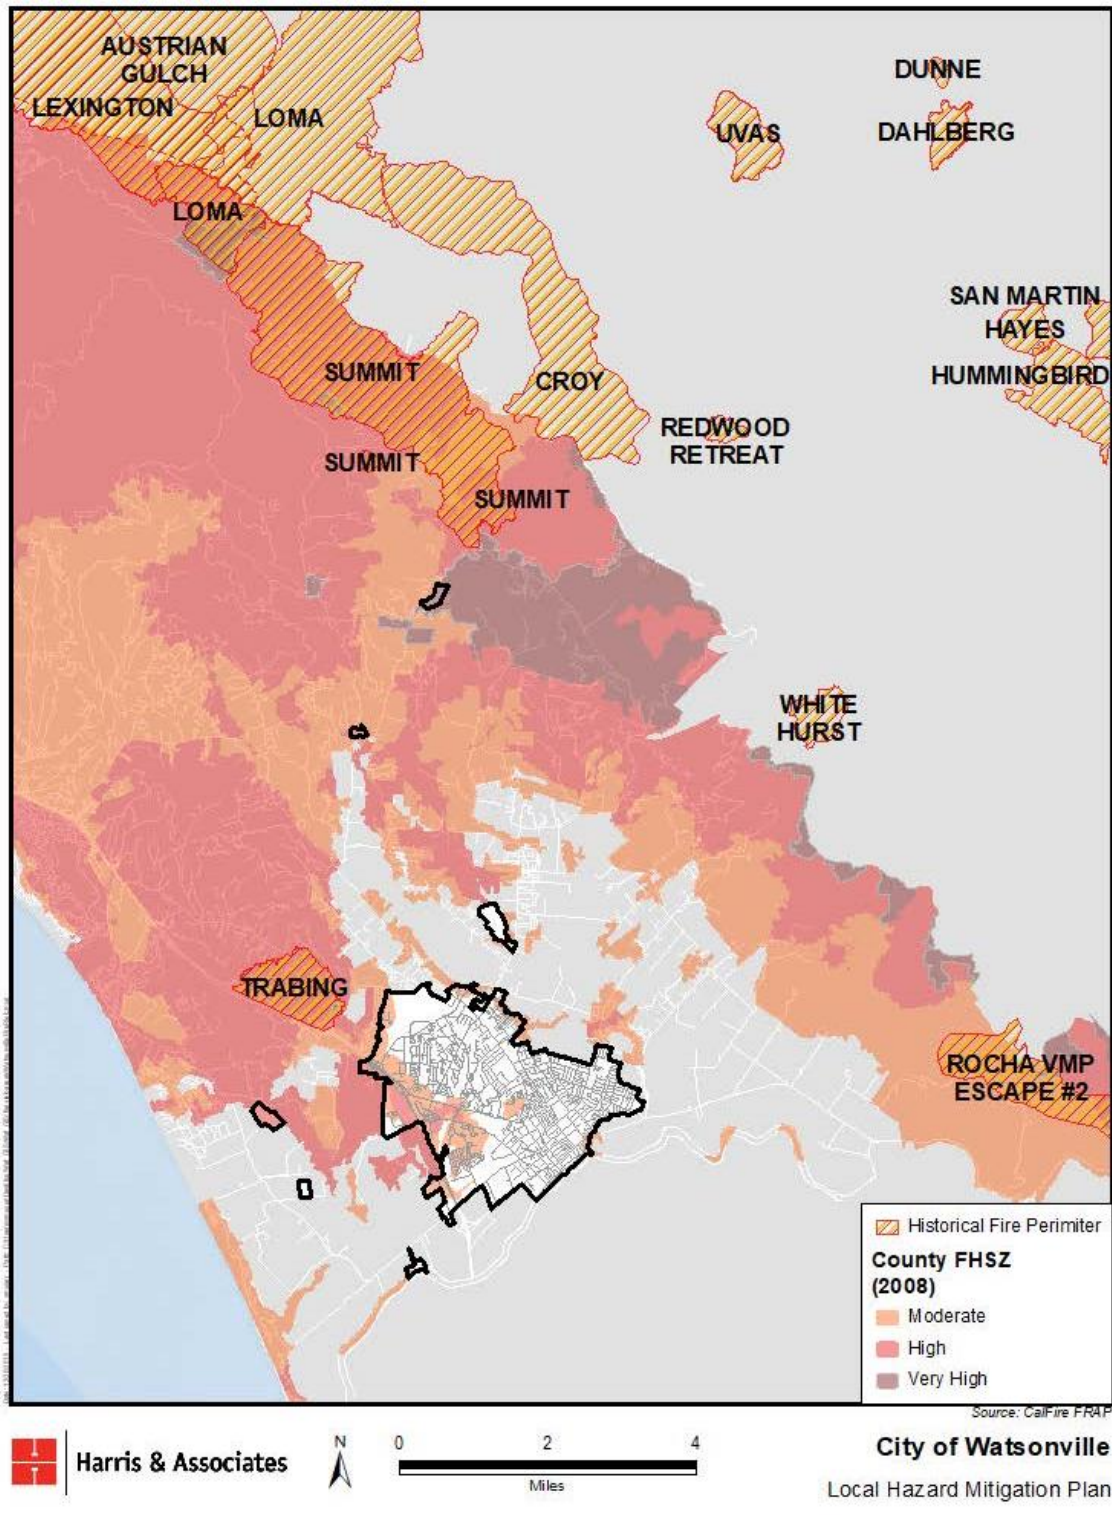 AUSTRIAN
GULCH
LEXINGTON
LOMA
DUNNE
UVAS
DAHLBERG
LOMA
SAN MARTIN
HAYES
HUMMINGBIRD
SUMMIT
CROY
REDWOOD
RETREAT
SUMMIT
SUMMIT
WHITE
HURST
TRABING
ROCHA VMP
ESCAPE #2
Historical Fire Perimiter
County FHSZ
(2008)
Moderate
High
Very High
Source: CalFire FRAP
Harris & Associates
N
0 2 4
Miles
City of Watsonville
Local Hazard Mitigation Plan